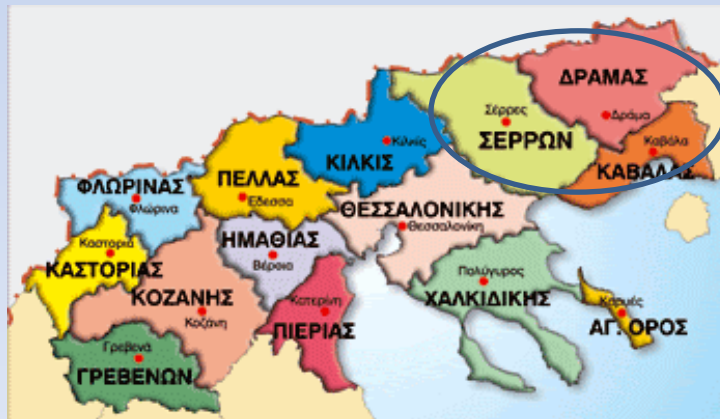 ΔΡΑΜΑΣ
Δράμα
Σέρρες
ΣΕΡΡΩΝ
Καβάλα
ΚΑΒΑΛΑΣ
Κιλκίς
ΚΙΛΚΙΣ
ΠΕΛΛΑΣ
Εδεσσα
ΦΛΩΡΙΝΑΣ
Φλώρινα
ΘΕΣΣΑΛΟΝΙΚΗΣ
Θεσσαλονίκη
ΗΜΑΘΙΑΣ
Βέροια
Καστοριά
ΚΑΣΤΟΡΙΑΣ
ΚΟΖΑΝΗΣ
Κοζάνη
Κατερίνη
ΠΙΕΡΙΑΣ
Πολύγυρος
ΧΑΛΚΙΔΙΚΗΣ
Καρυές
ΑΓ. ΟΡΟΣ
Γρεβενά
ΓΡΕΒΕΝΩΝ